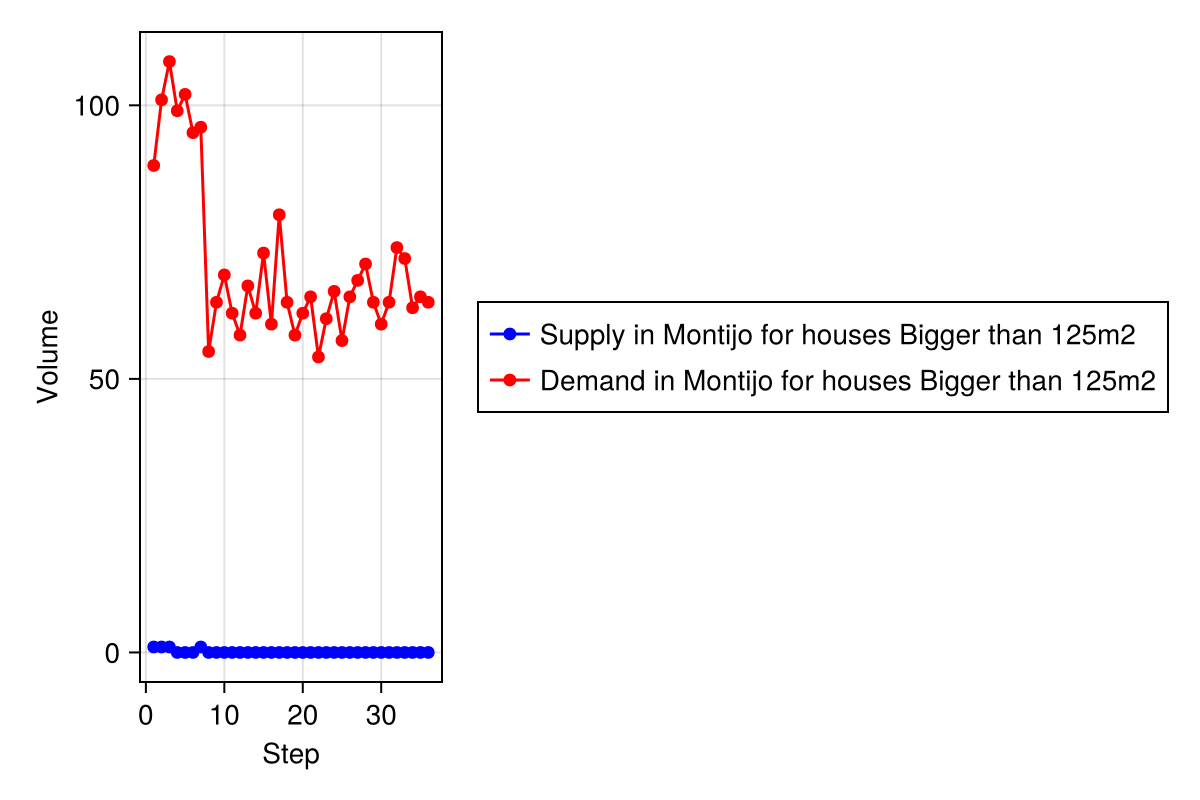 Volume
100
50
0
0 10 20 30
Step
Supply in Montijo for houses Bigger than 125m2
Demand in Montijo for houses Bigger than 125m2